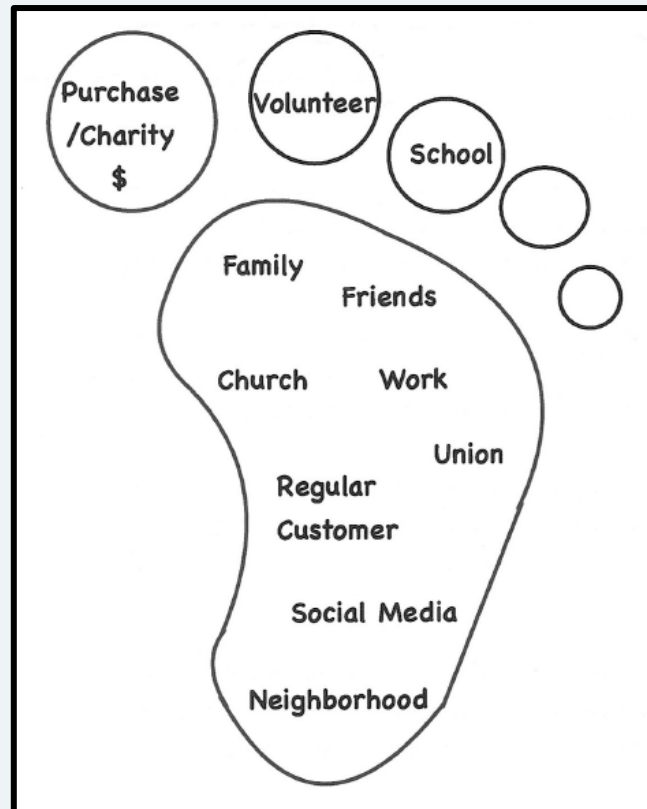 Purchase
/Charity
$
Volunteer
School
Family
Friends
Church
Work
Union
Regular
Customer
Social Media
Neighborhood